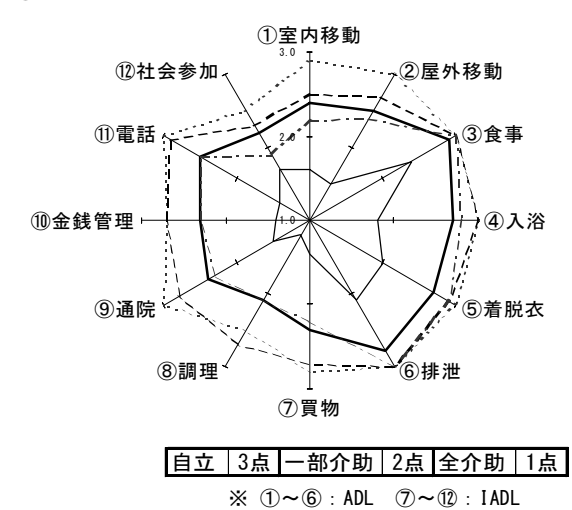 ①室内移動
3.0
⑫社会参加
②屋外移動
⑪電話
2.0
③食事
⑩金銭管理
1.0
④入浴
⑨通院
⑤着脱衣
⑧調理
⑥排泄
⑦買物
自立 3点 一部介助 2点 全介助 1点
※ ①～⑥：ADL ⑦～⑫：IADL